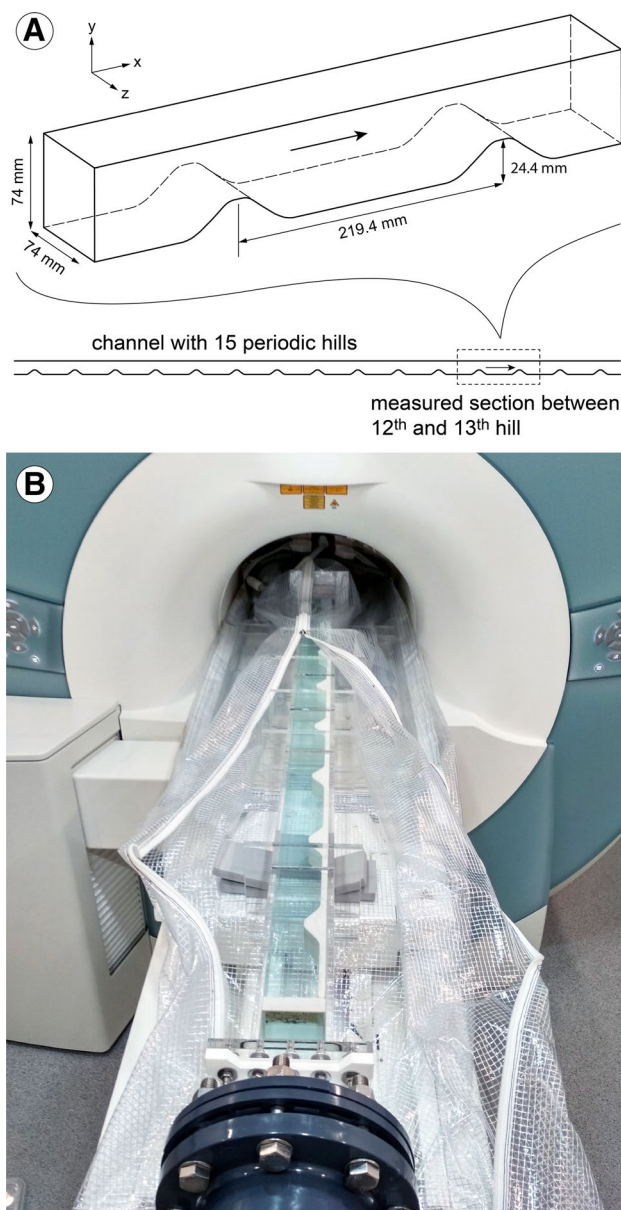 A
y
x
z
74 mm
74 mm
24.4 mm
219.4 mm
channel with 15 periodic hills
measured section between
12th and 13th hill
B